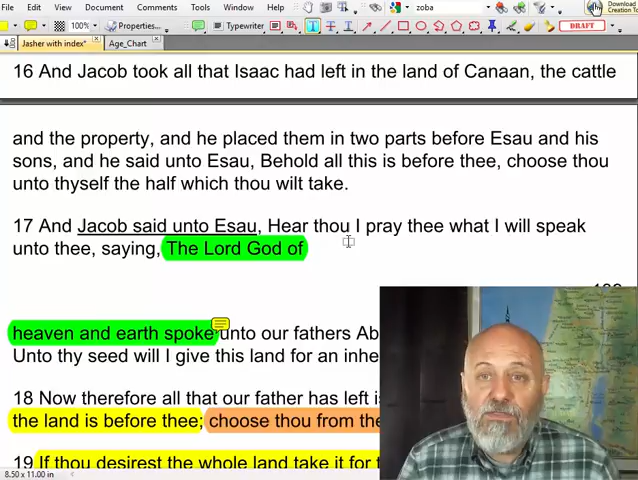 File Edit View Document Comments Tools Window Help
zoba
Download
Creation To
100%
Properties...
Typewriter
DRAFT
Jasher with index*
Age_Chart
16 And Jacob took all that Isaac had left in the land of Canaan, the cattle
and the property, and he placed them in two parts before Esau and his
sons, and he said unto Esau, Behold all this is before thee, choose thou
unto thyself the half which thou wilt take.
17 And Jacob said unto Esau, Hear thou I pray thee what I will speak
unto thee, saying, The Lord God of
heaven and earth spoke unto our fathers Ab
Unto thy seed will I give this land for an inhe
18 Now therefore all that our father has left is
the land is before thee; choose thou from the
19 If thou desirest the whole land take it for t
8.50 x 11.00 in